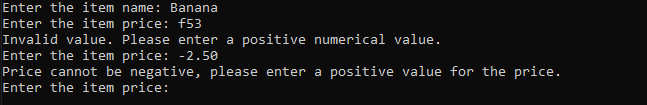 Enter the item name: Banana
Enter the item price: f53
Invalid value. Please enter a positive numerical value.
Enter the item price: -2.50
Price cannot be negative, please enter a positive value for the price.
Enter the item price: